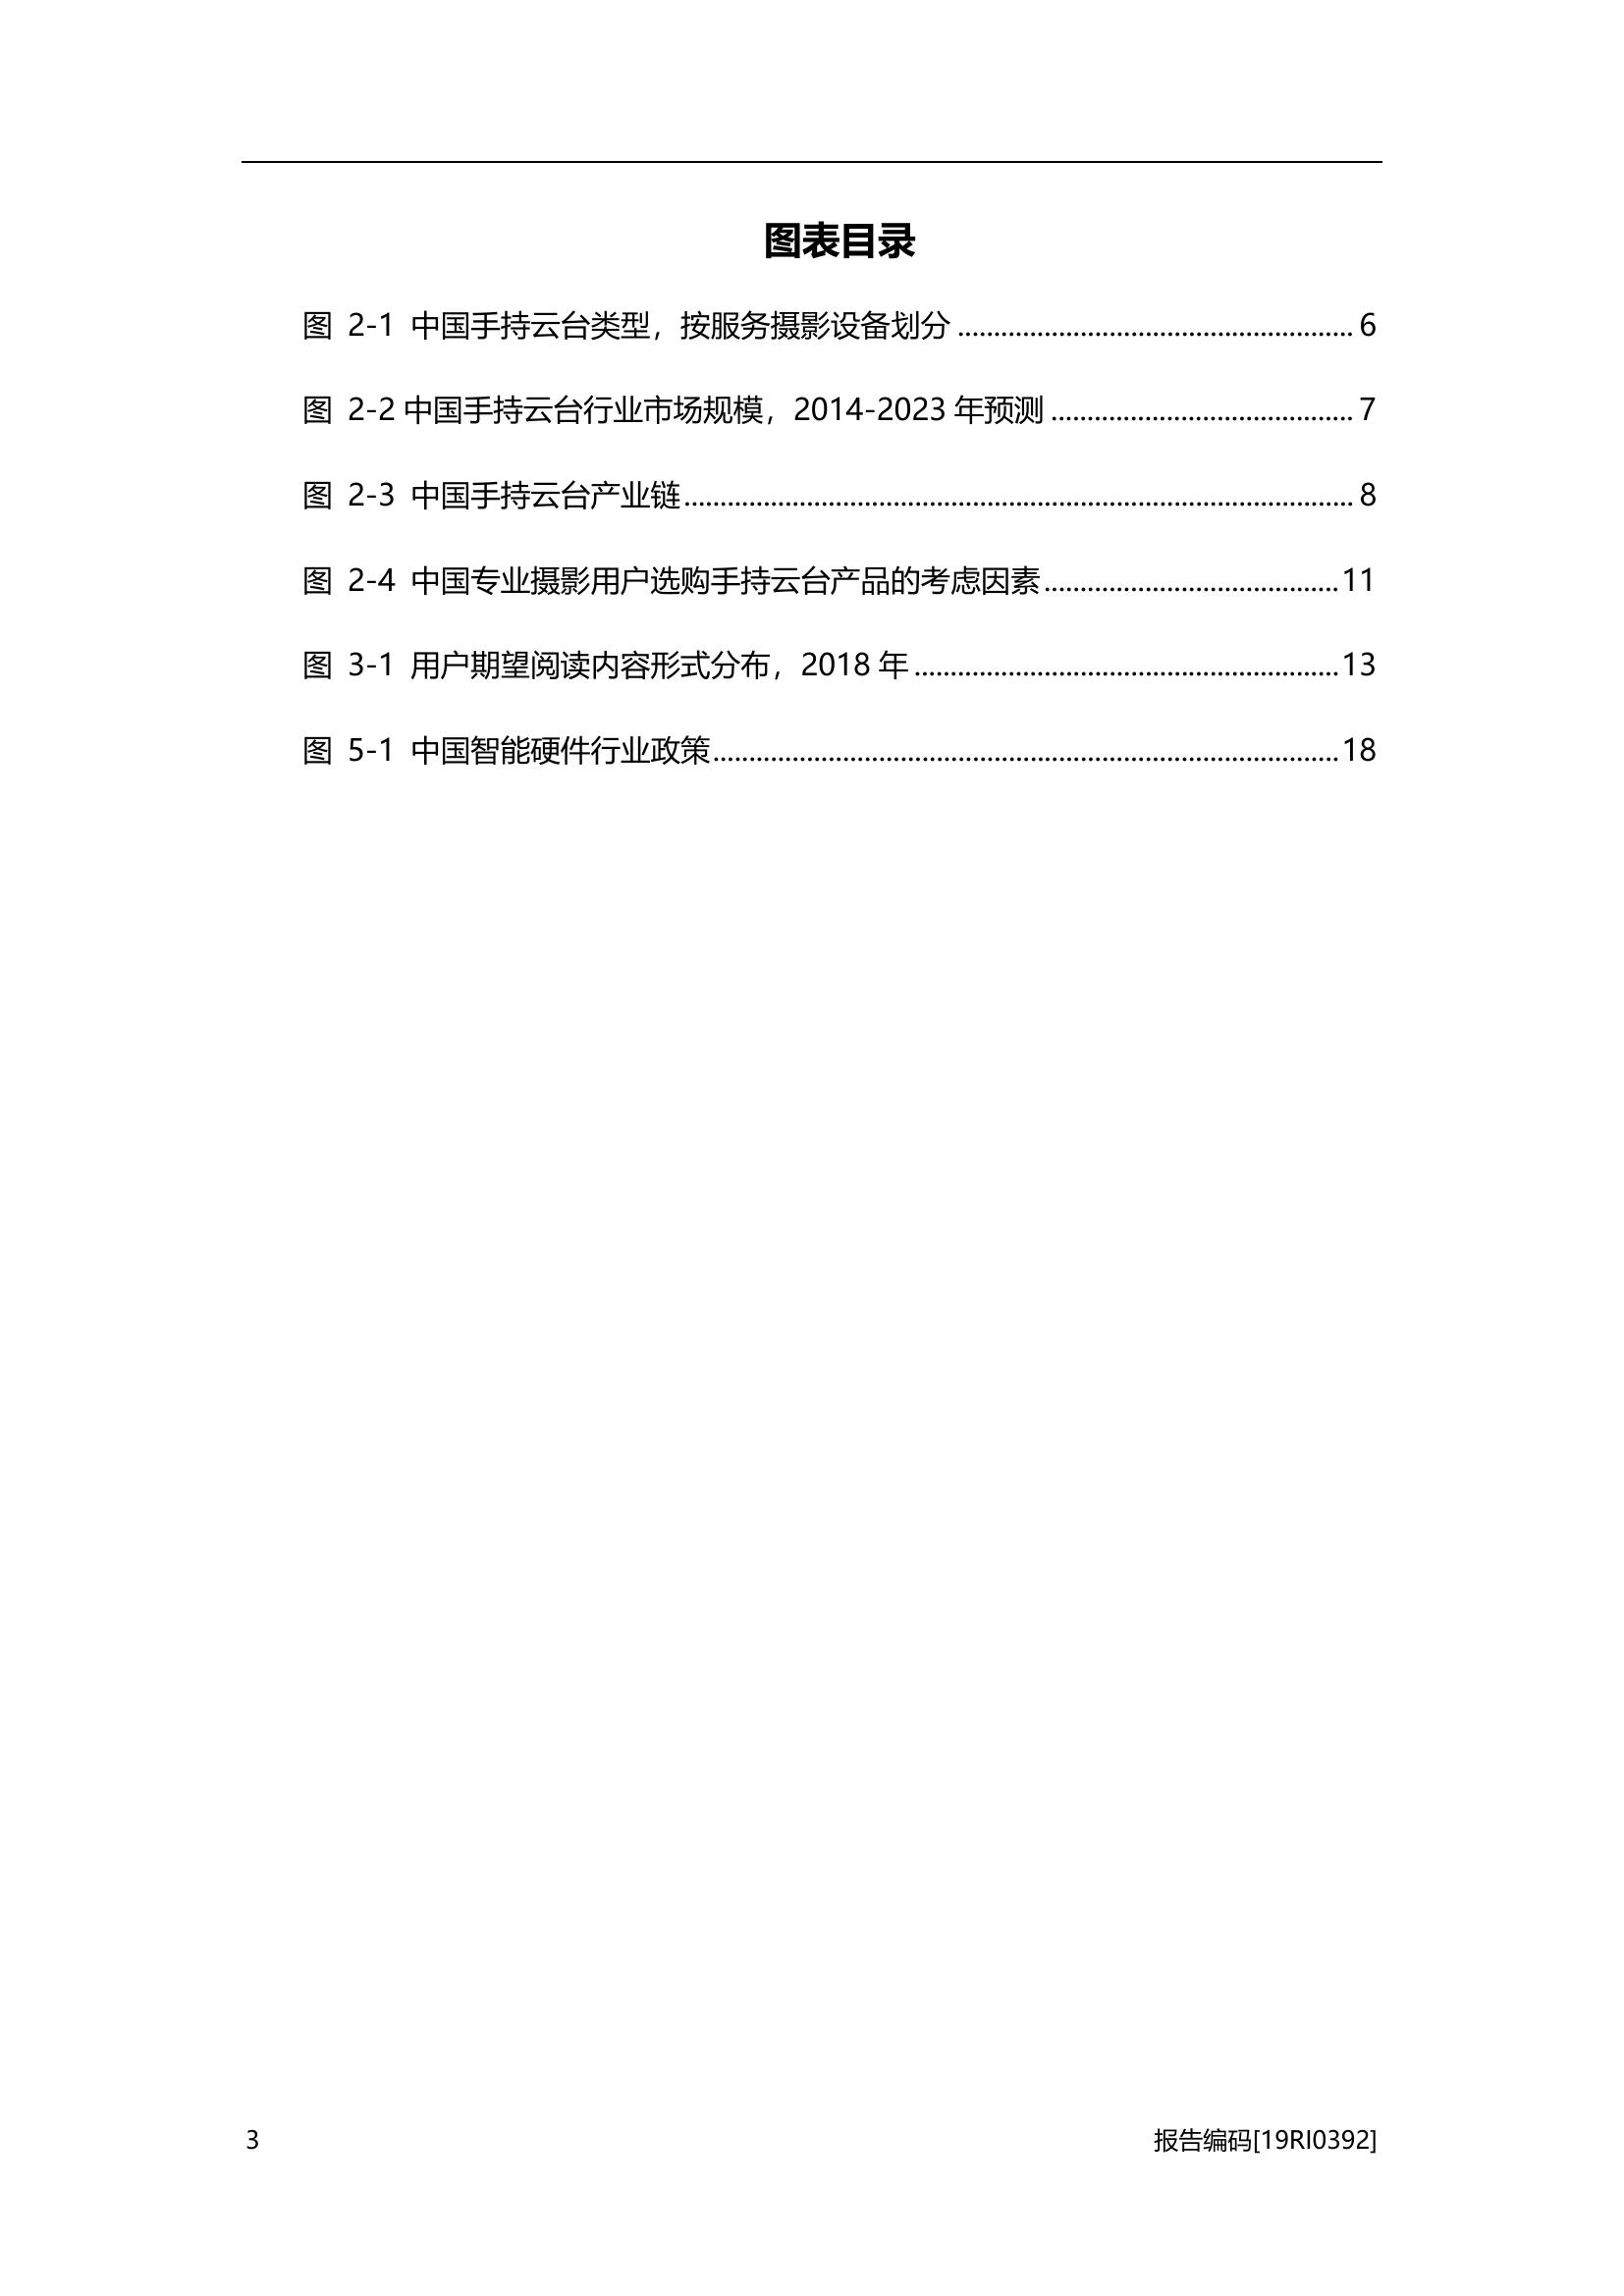 图表目录
图 2-1 中国手持云台类型，按服务摄影设备划分 ........................................................ 6
图 2-2 中国手持云台行业市场规模，2014-2023 年预测 .......................................... 7
图 2-3 中国手持云台产业链 ............................................................................................. 8
图 2-4 中国专业摄影用户选购手持云台产品的考虑因素 ......................................... 11
图 3-1 用户期望阅读内容形式分布，2018 年 ........................................................... 13
图 5-1 中国智能硬件行业政策 ....................................................................................... 18
3 报告编码[19RI0392]